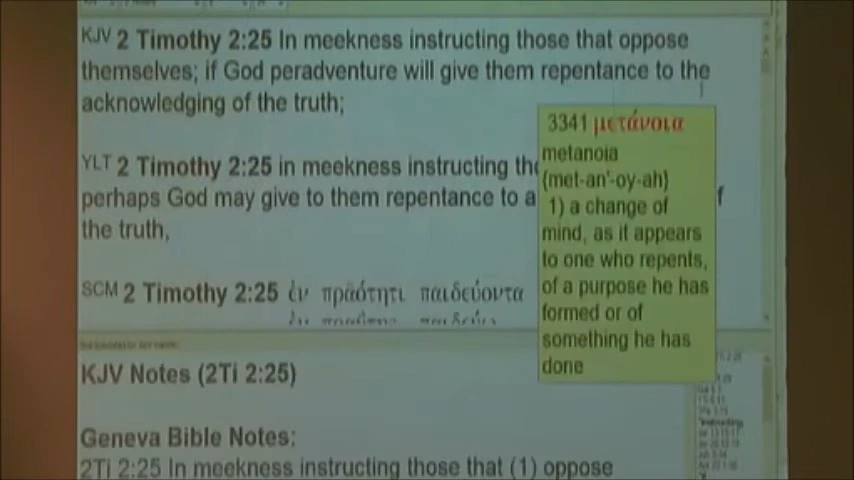 KJV 2 Timothy 2:25 In meekness instructing those that oppose
themselves; if God peradventure will give them repentance to the
acknowledging of the truth;
YLT 2 Timothy 2:25 in meekness instructing
perhaps God may give to them repentance to a
f
the truth,
SCM 2 Timothy 2:25 ἐν πραότητι παιδεύοντα
3341 μετάνοια
metanoia
(met-an'-oy-ah)
1) a change of
mind, as it appears
to one who repents,
of a purpose he has
formed or of
something he has
done
KJV Notes (2Ti 2:25)
Geneva Bible Notes:
2Ti 2:25 In meekness instructing those that (1) oppose